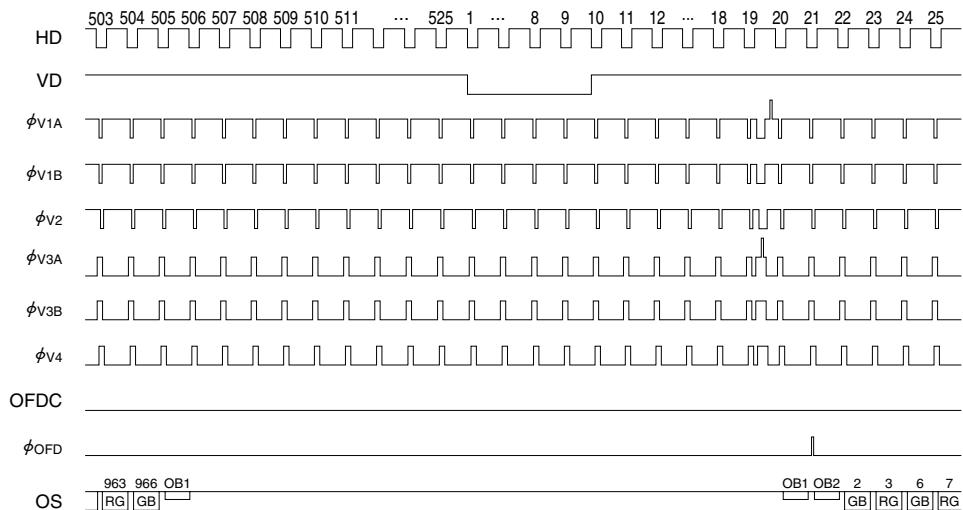 503 504 505 506 507 508 509 510 511 ... 525 1 ... 8 9 10 11 12 ... 18 19 20 21 22 23 24 25
HD
VD
ϕV1A
ϕV1B
ϕV2
ϕV3A
ϕV3B
ϕV4
OFDC
ϕOFD
963 966 OB1 OB1 OB2 2 3 6 7
OS RG GB GB RG GB RG